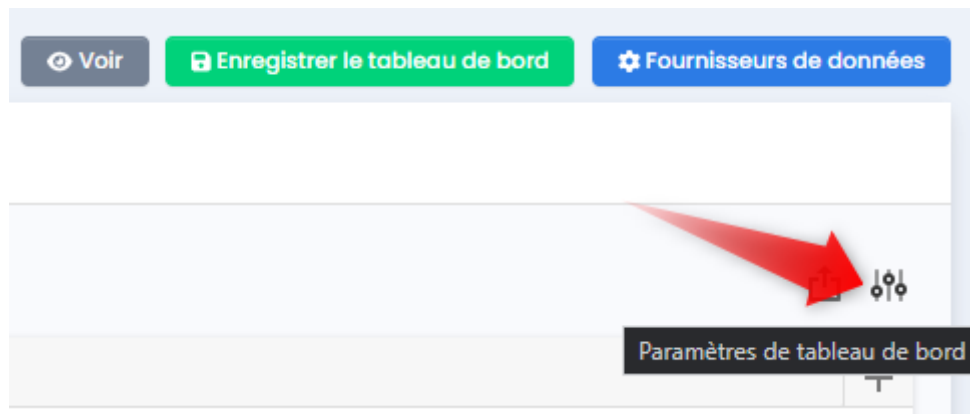 Voir
Enregistrer le tableau de bord
Fournisseurs de données
Paramètres de tableau de bord